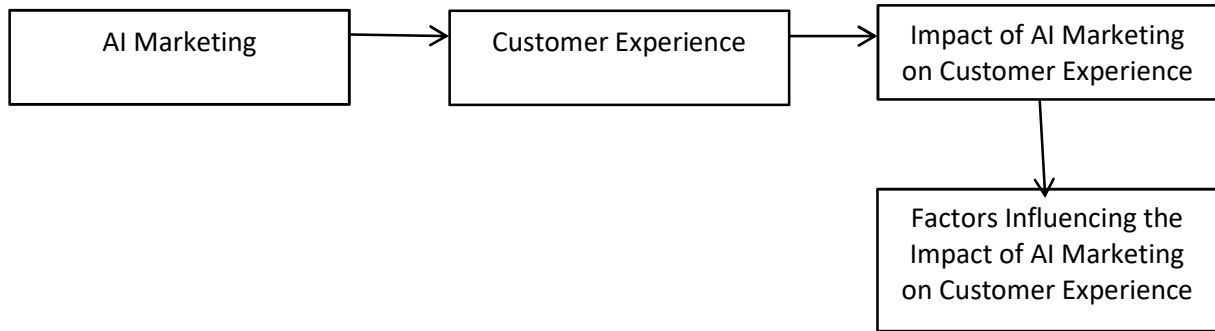 AI Marketing
Customer Experience
Impact of AI Marketing
on Customer Experience
Factors Influencing the
Impact of AI Marketing
on Customer Experience